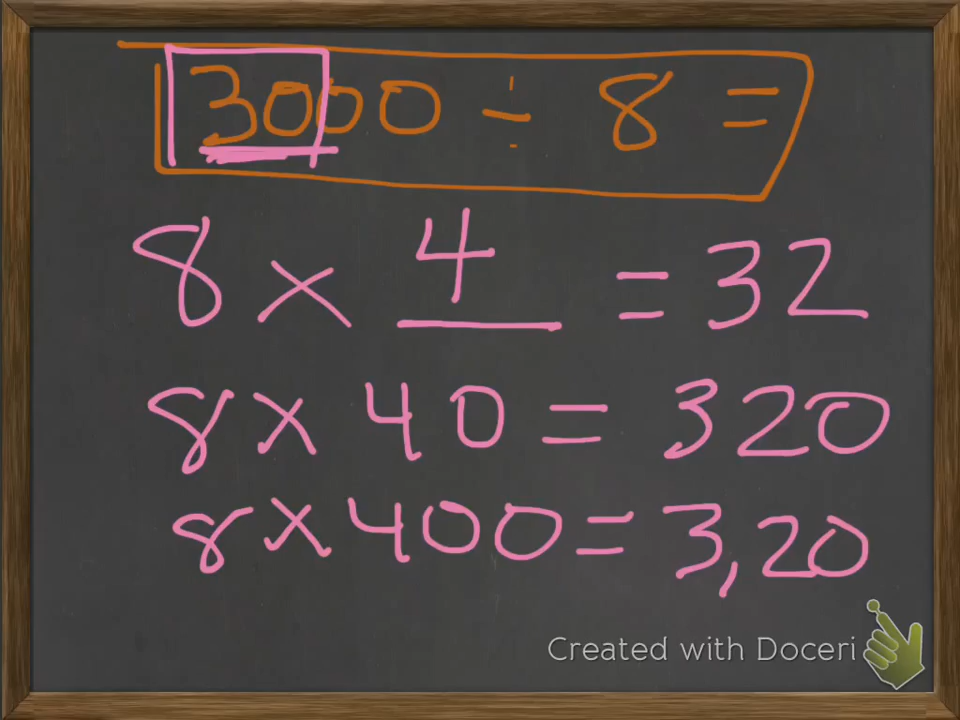 3000 ÷ 8 =
8 × 4 = 32
8 × 40 = 320
8 × 400 = 3,20
Created with Doceri